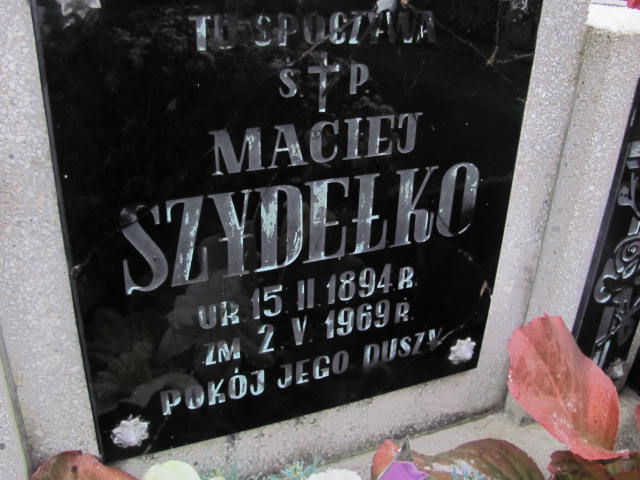 TU SPOCZYWA
Ś P.
MACIEJ
SZYDEŁKO
UR 15. II. 1894 R.
ZM 2. V. 1969 R.
POKÓJ JEGO DUSZY